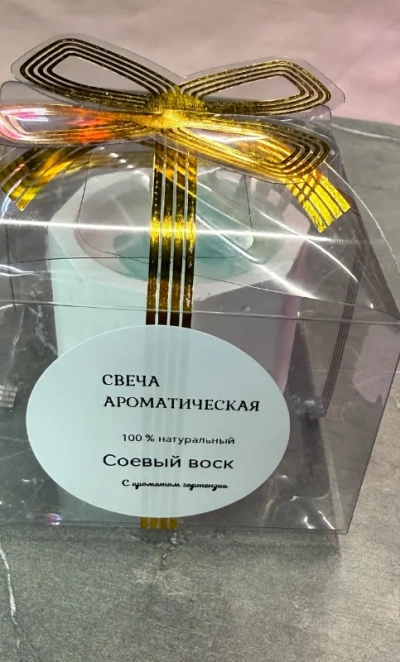 СВЕЧА
АРОМАТИЧЕСКАЯ
100 % натуральный
Соевый воск
С ароматом гортензии